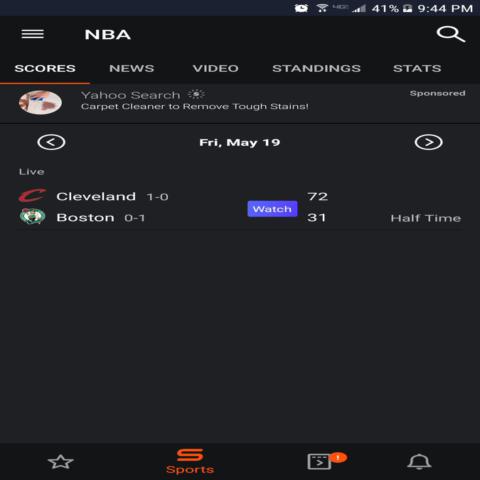 41% 9:44 PM
NBA
SCORES NEWS VIDEO STANDINGS STATS
Yahoo Search Sponsored
Carpet Cleaner to Remove Tough Stains!
Fri, May 19
Live
Cleveland 1-0 72
Watch
Boston 0-1 31 Half Time
Sports